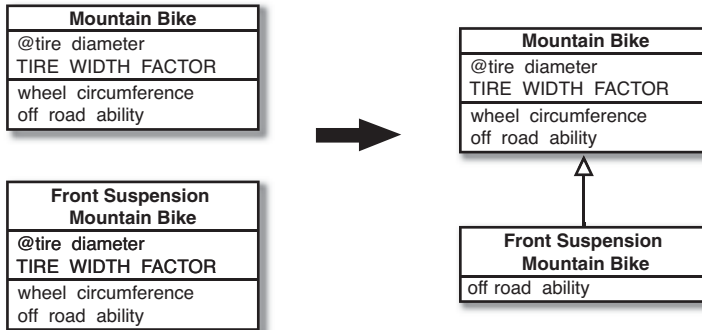 Mountain Bike
@tire diameter
TIRE WIDTH FACTOR
wheel circumference
off road ability
Front Suspension
Mountain Bike
@tire diameter
TIRE WIDTH FACTOR
wheel circumference
off road ability
Mountain Bike
@tire diameter
TIRE WIDTH FACTOR
wheel circumference
off road ability
Front Suspension
Mountain Bike
off road ability